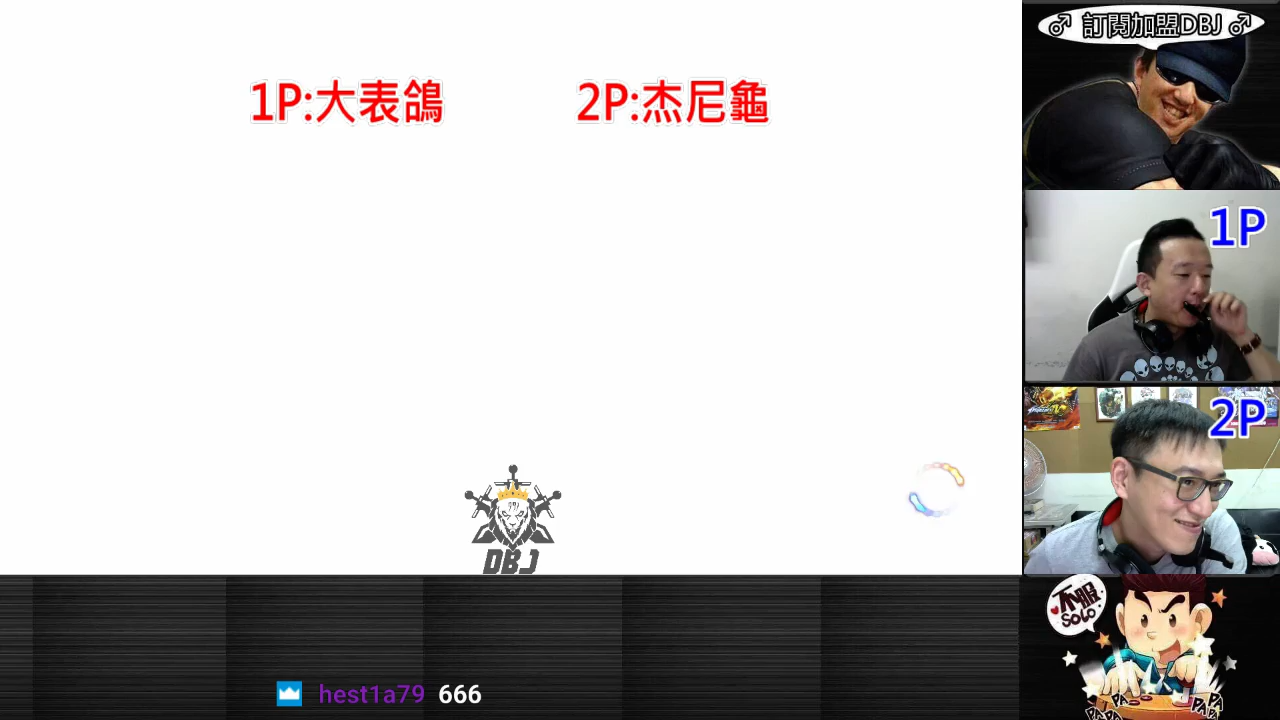 ♂ 訂閱加盟DBJ ♂
1P:大表鴿
2P:杰尼龜
1P
2P
DBJ
不服
SOLO
hest1a79 666